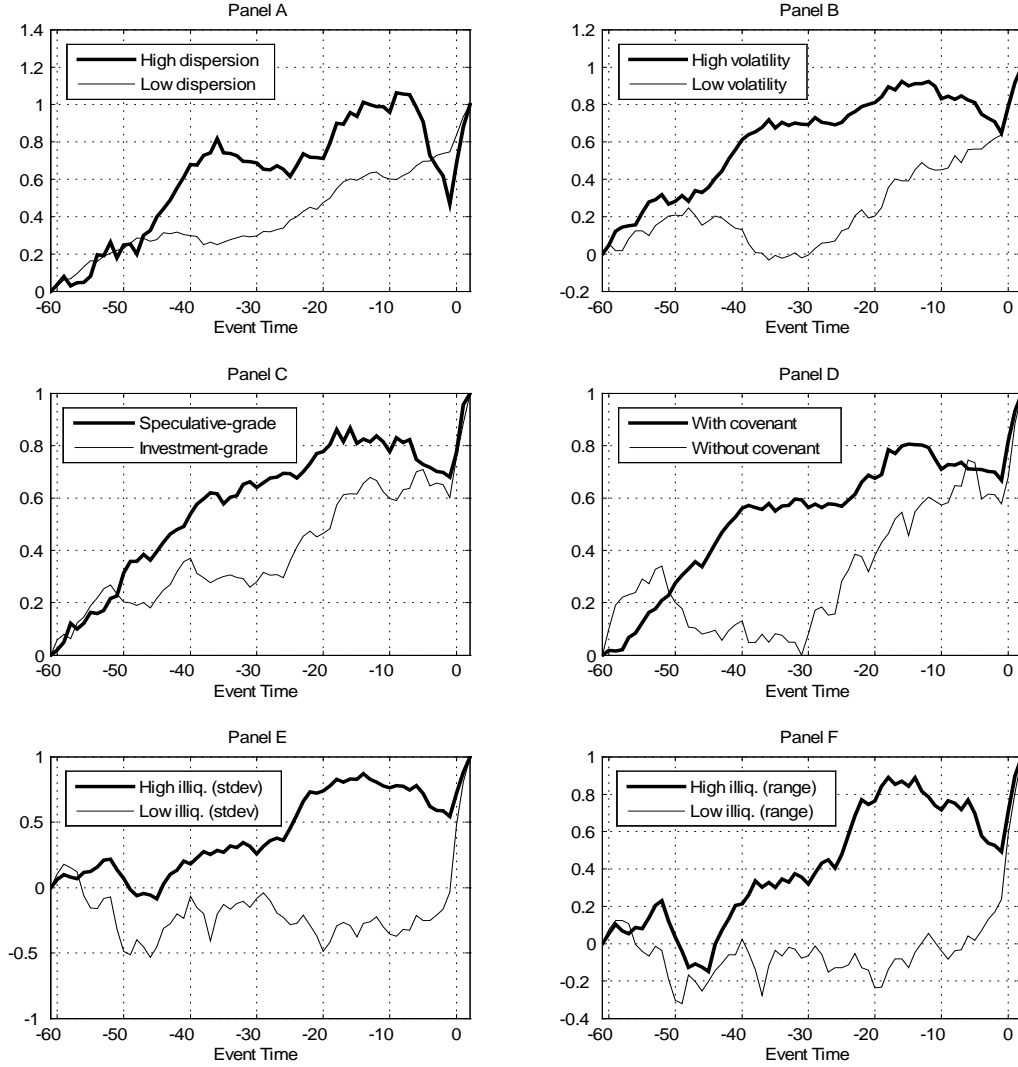 Panel A
1.4
1.2
1
0.8
0.6
0.4
0.2
0
High dispersion
Low dispersion
-60 -50 -40 -30 -20 -10 0
Event Time
Panel B
1.2
1
0.8
0.6
0.4
0.2
0
-0.2
High volatility
Low volatility
-60 -50 -40 -30 -20 -10 0
Event Time
Panel C
1
0.8
0.6
0.4
0.2
0
Speculative-grade
Investment-grade
-60 -50 -40 -30 -20 -10 0
Event Time
Panel D
1
0.8
0.6
0.4
0.2
0
With covenant
Without covenant
-60 -50 -40 -30 -20 -10 0
Event Time
Panel E
1
0.5
0
-0.5
-1
High illiq. (stdev)
Low illiq. (stdev)
-60 -50 -40 -30 -20 -10 0
Event Time
Panel F
1
0.8
0.6
0.4
0.2
0
-0.2
-0.4
High illiq. (range)
Low illiq. (range)
-60 -50 -40 -30 -20 -10 0
Event Time